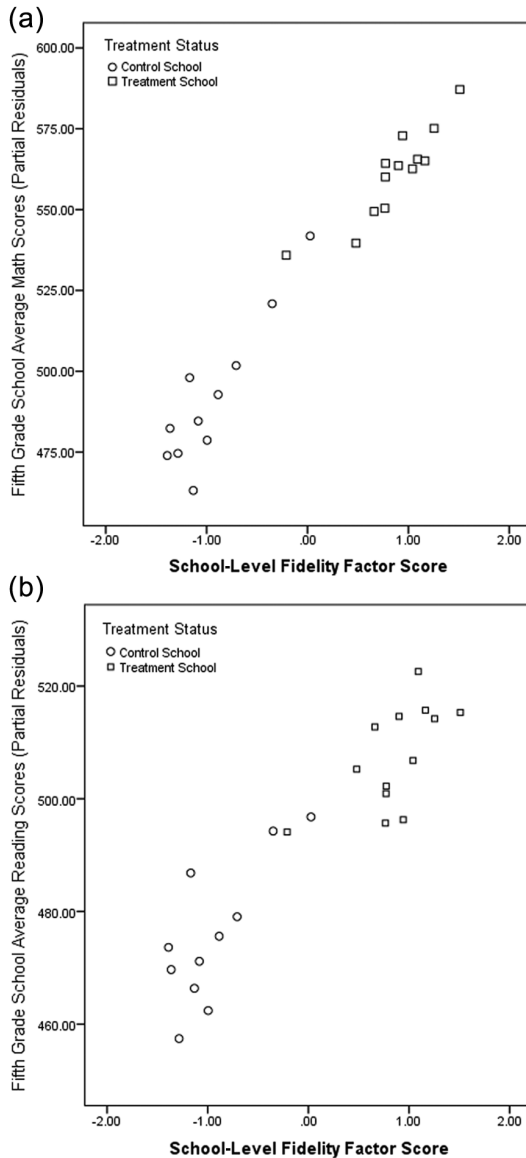 (a)
Fifth Grade School Average Math Scores (Partial Residuals)
Treatment Status
Control School
Treatment School
600.00
575.00
550.00
525.00
500.00
475.00
-2.00 -1.00 .00 1.00 2.00
School-Level Fidelity Factor Score
(b)
Fifth Grade School Average Reading Scores (Partial Residuals)
Treatment Status
Control School
Treatment School
520.00
500.00
480.00
460.00
-2.00 -1.00 .00 1.00 2.00
School-Level Fidelity Factor Score